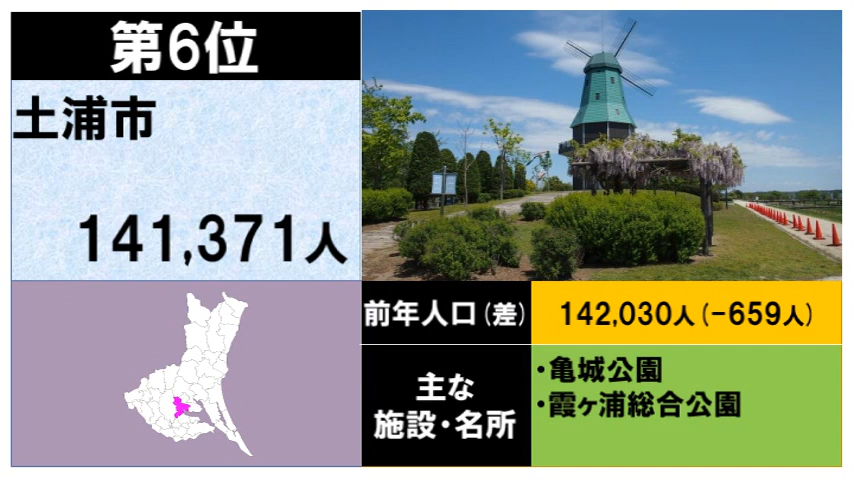 第6位
土浦市
141,371人
前年人口(差)
142,030人(-659人)
主な
施設・名所
・亀城公園
・霞ヶ浦総合公園